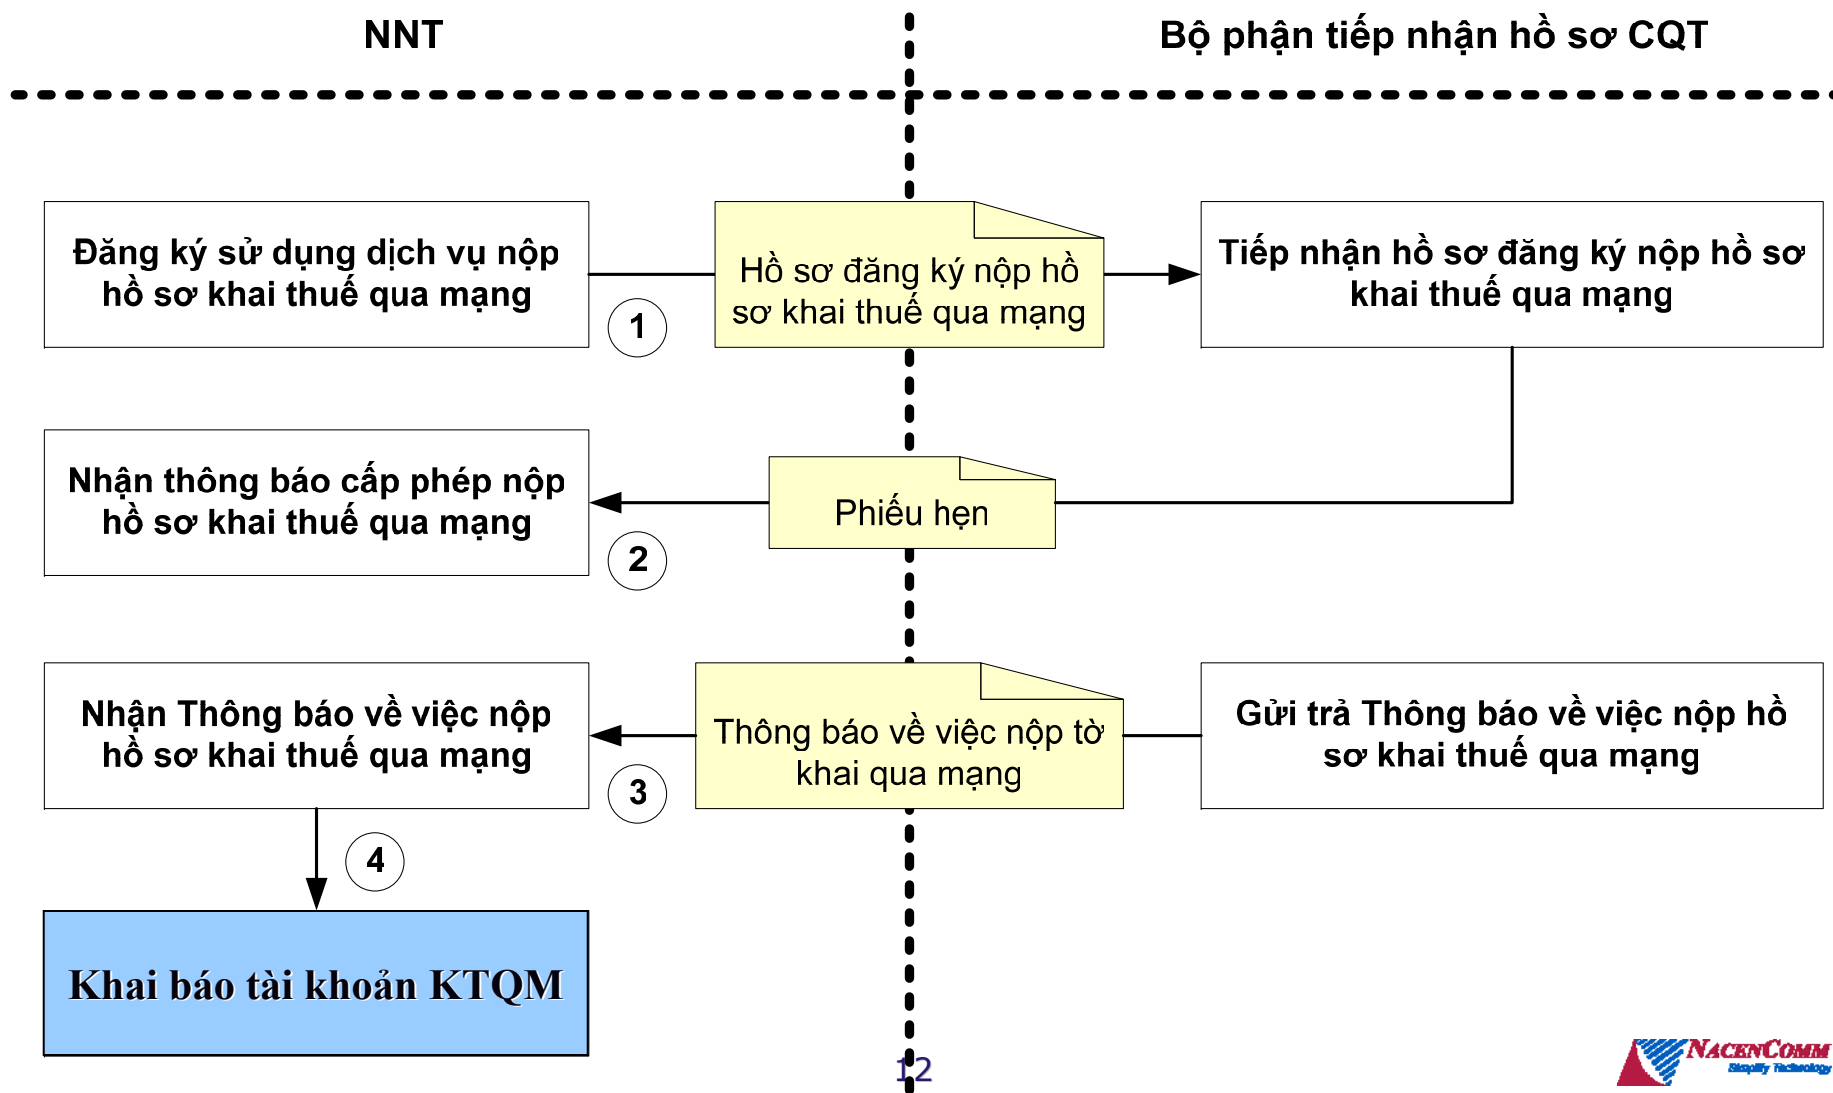 NNT
Bộ phận tiếp nhận hồ sơ CQT
Đăng ký sử dụng dịch vụ nộp
hồ sơ khai thuế qua mạng
1
Hồ sơ đăng ký nộp hồ
sơ khai thuế qua mạng
Tiếp nhận hồ sơ đăng ký nộp hồ sơ
khai thuế qua mạng
Nhận thông báo cấp phép nộp
hồ sơ khai thuế qua mạng
2
Phiếu hẹn
Nhận Thông báo về việc nộp
hồ sơ khai thuế qua mạng
3
Thông báo về việc nộp tờ
khai qua mạng
Gửi trả Thông báo về việc nộp hồ
sơ khai thuế qua mạng
4
Khai báo tài khoản KTQM
12
NACENCOMM
Simplify Technology